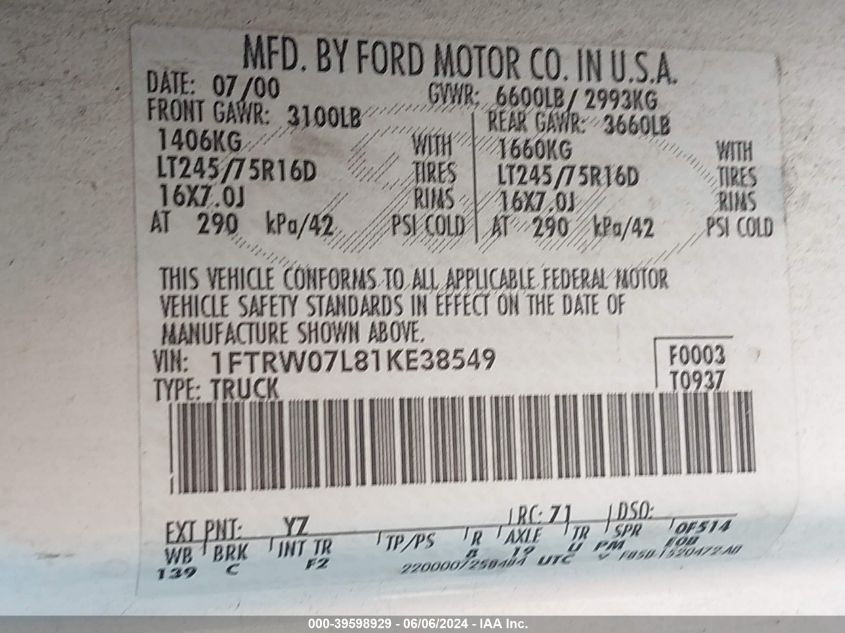 MFD. BY FORD MOTOR CO. IN U.S.A.
DATE: 07/00 GVWR: 6600LB/ 2993KG
FRONT GAWR: 3100LB REAR GAWR: 3660LB
1406KG WITH 1660KG WITH
LT245/75R16D TIRES LT245/75R16D TIRES
16X7.0J RIMS 16X7.0J RIMS
AT 290 kPa/42 PSI COLD AT 290 kPa/42 PSI COLD
THIS VEHICLE CONFORMS TO ALL APPLICABLE FEDERAL MOTOR
VEHICLE SAFETY STANDARDS IN EFFECT ON THE DATE OF
MANUFACTURE SHOWN ABOVE.
VIN: 1FTRW07L81KE38549 F0003
TYPE: TRUCK T0937
EXT PNT: YZ RC: 71 DSO:
WB BRK INT TR TP/PS R AXLE TR SPR 0F514
139 C F2 8 19 U PM E0B
2200007258484 UTC
000-39598929 - 06/06/2024 - IAA Inc.